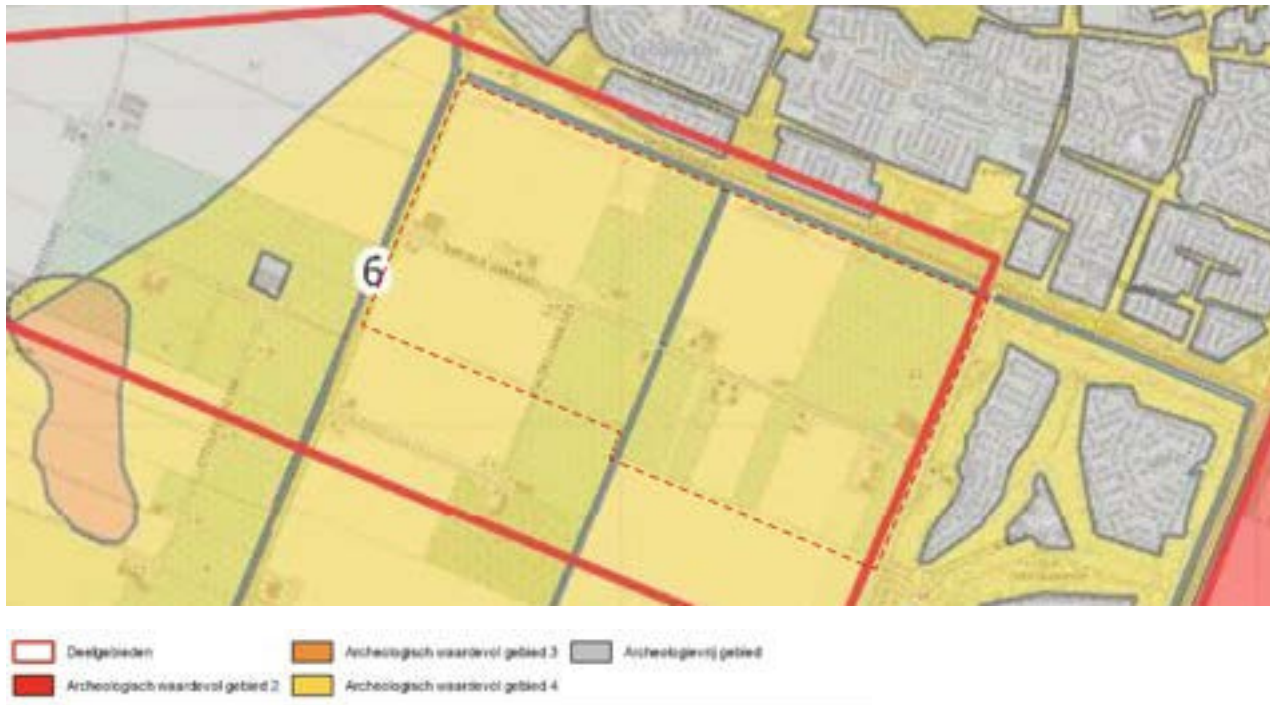 6
Deelgebieden
Archeologisch waardevol gebied 3
Archeologievrij gebied
Archeologisch waardevol gebied 2
Archeologisch waardevol gebied 4